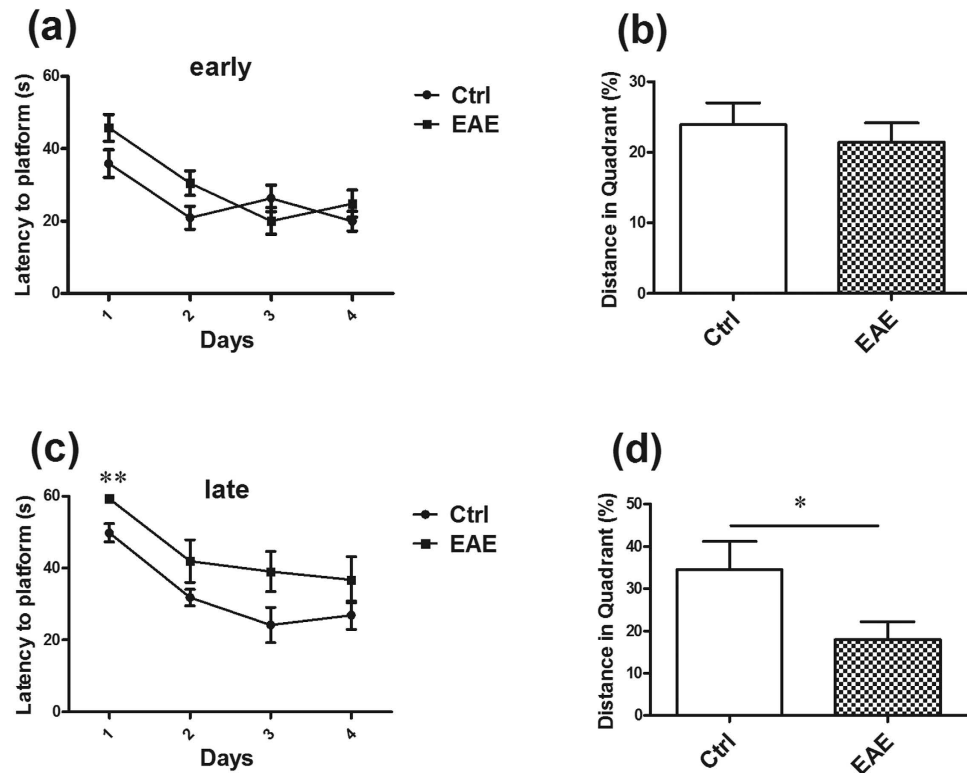 (a)
early
Latency to platform (s)
60
40
20
0
1
2
3
4
Days
Ctrl
EAE
(b)
Distance in Quadrant (%)
30
20
10
0
Ctrl
EAE
(c)
**
late
Latency to platform (s)
60
40
20
0
1
2
3
4
Days
Ctrl
EAE
(d)
*
Distance in Quadrant (%)
50
40
30
20
10
0
Ctrl
EAE